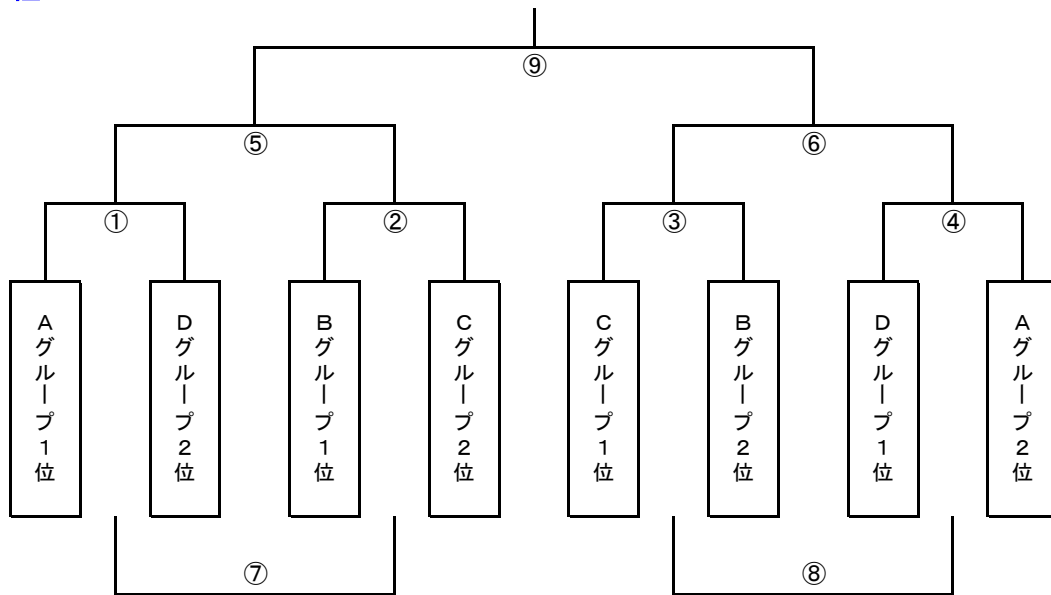 ⑨
⑤
⑥
①
②
③
④
Aグループ1位
Dグループ2位
Bグループ1位
Cグループ2位
Cグループ1位
Bグループ2位
Dグループ1位
Aグループ2位
⑦
⑧